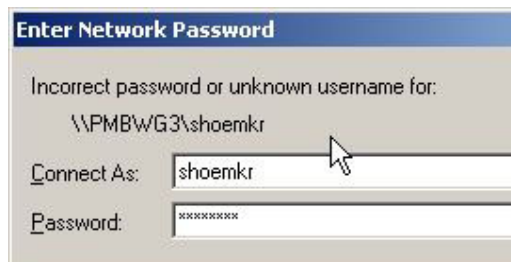 Enter Network Password
Incorrect password or unknown username for:
\\PMBWG3\shoemkr
Connect As: shoemkr
Password: ********